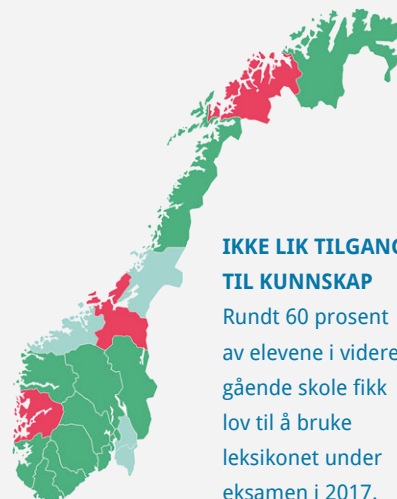 IKKE LIK TILGANG
TIL KUNNSKAP
Rundt 60 prosent
av elevene i videre
gående skole fikk
lov til å bruke
leksikonet under
eksamen i 2017.